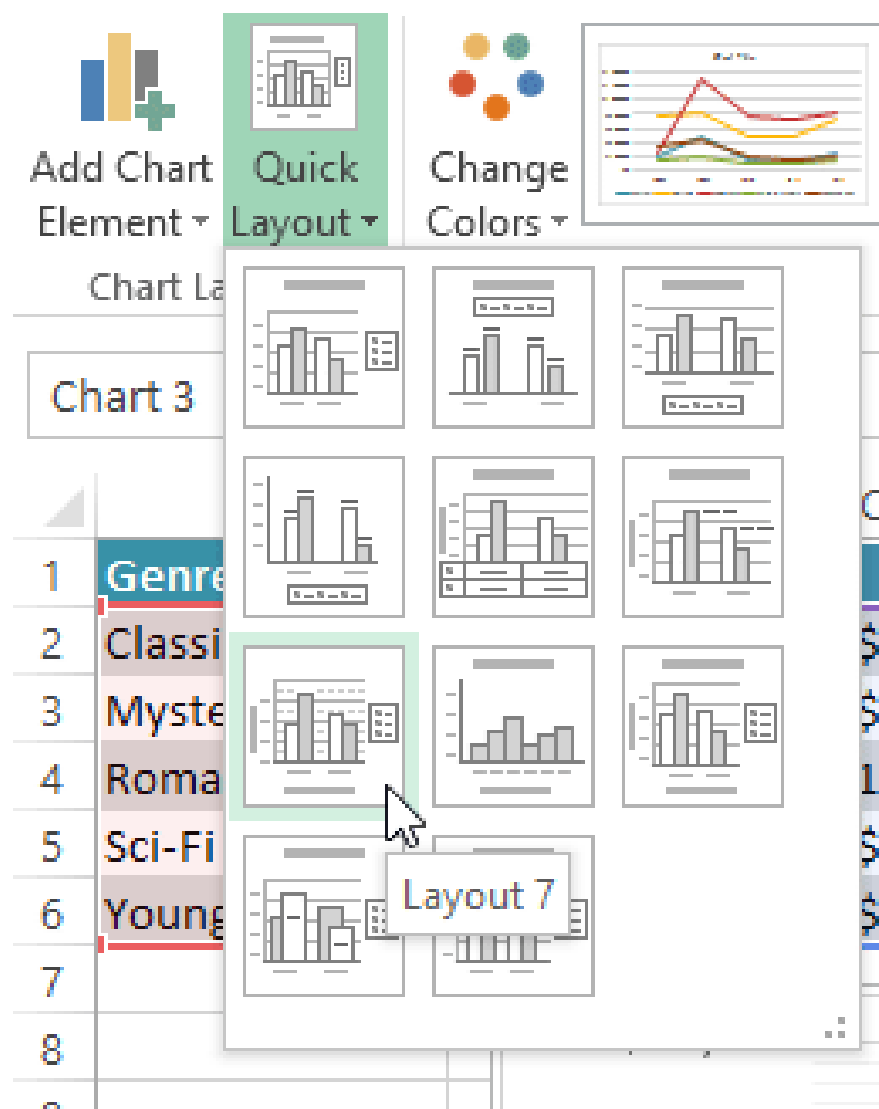 Add Chart
Element
Quick
Layout
Change
Colors
Chart La
Chart 3
1 Genre
2 Classi $
3 Myste $
4 Roma 1
5 Sci-Fi $
6 Young $
7
8
Layout 7